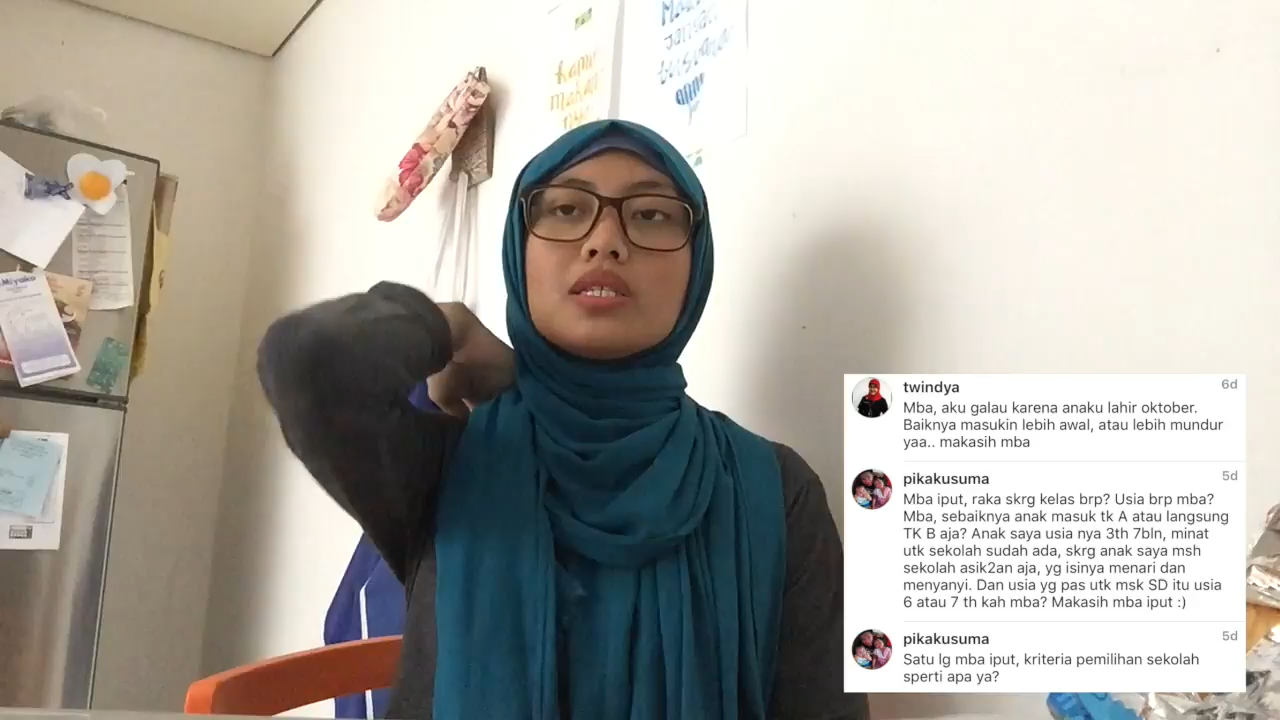 kamu
makan
Miyako
twindya
6d
Mba, aku galau karena anaku lahir oktober.
Baiknya masukin lebih awal, atau lebih mundur
yaa.. makasih mba
pikakusuma
5d
Mba iput, raka skrg kelas brp? Usia brp mba?
Mba, sebaiknya anak masuk tk A atau langsung
TK B aja? Anak saya usia nya 3th 7bln, minat
utk sekolah sudah ada, skrg anak saya msh
sekolah asik2an aja, yg isinya menari dan
menyanyi. Dan usia yg pas utk msk SD itu usia
6 atau 7 th kah mba? Makasih mba iput :)
pikakusuma
5d
Satu lg mba iput, kriteria pemilihan sekolah
sperti apa ya?